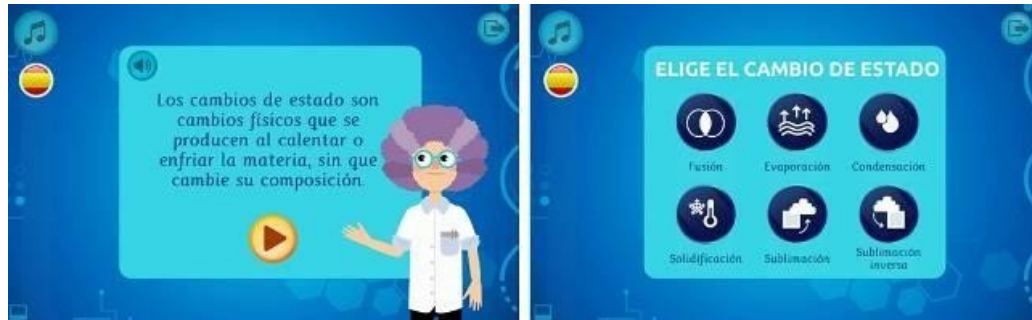 Los cambios de estado son
cambios físicos que se
producen al calentar o
enfriar la materia, sin que
cambie su composición.
ELIGE EL CAMBIO DE ESTADO
Fusión
Evaporación
Condensación
Solidificación
Sublimación
Sublimación
inversa